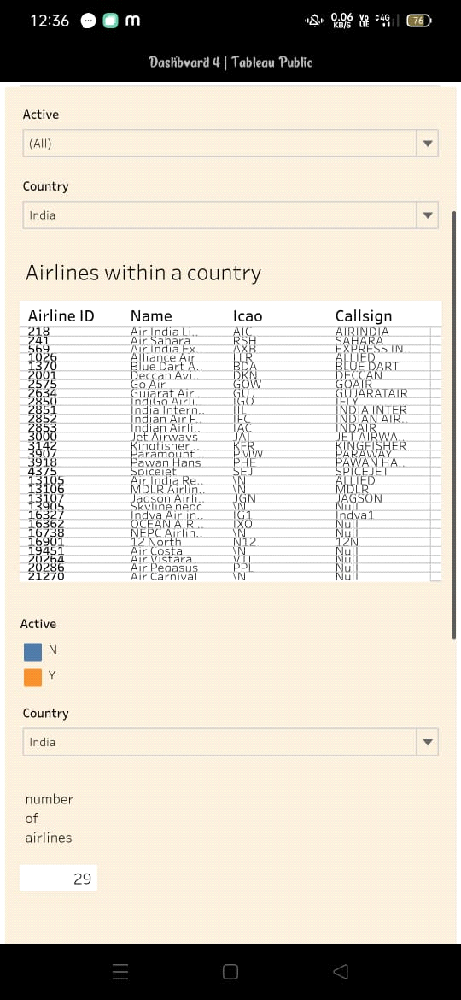 12:36 m 0.06 KB/S Vo LTE 4G 76
Dashboard 4 | Tableau Public
Active
(All)
Country
India
Airlines within a country
Airline ID Name Icao Callsign
218 Air India Li.. AIC AIRINDIA
241 Air Sahara RSH SAHARA
569 Air India Ex.. AXB EXPRESS IN..
1026 Alliance Air LLR ALLIED
1370 Blue Dart A.. BDA BLUE DART
2001 Deccan Avi.. DKN DECCAN
2575 Go Air GOW GOAIR
2634 Gujarat Air.. GUJ GUJARATAIR
2850 IndiGo Airli.. IGO IFLY
2851 India Intern.. IIL INDIA INTER
2852 Indian Air F.. IFC INDIAN AIR..
2853 Indian Airli.. IAC INDAIR
3000 Jet Airways JAI JET AIRWA..
3142 Kingfisher .. KFR KINGFISHER
3907 Paramount .. PMW PARAWAY
3918 Pawan Hans PHE PAWAN HA..
4375 Spicejet SEJ SPICEJET
13105 Air India Re.. \N ALLIED
13106 MDLR Airlin.. \N MDLR
13107 Jagson Airli.. JGN JAGSON
13905 Skyline nepc \N Null
16327 Indya Airlin.. IG1 Indya1
16362 OCEAN AIR .. IXO Null
16738 NEPC Airlin.. \N Null
16901 12 North N12 12N
19451 Air Costa \N Null
20264 Air Vistara VTI Null
20286 Air Pegasus PPL Null
21270 Air Carnival \N Null
Active
N
Y
Country
India
number
of
airlines
29